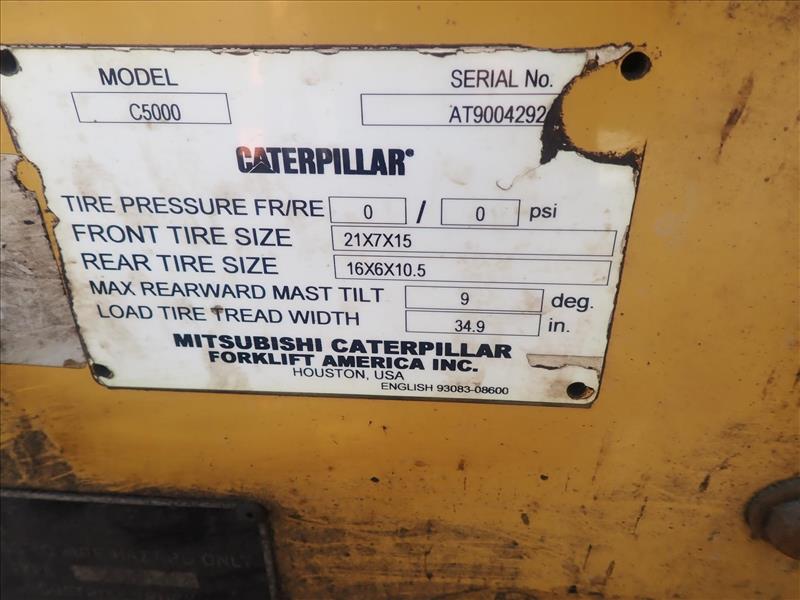 MODEL SERIAL No.
C5000 AT9004292
CATERPILLAR®
TIRE PRESSURE FR/RE 0 / 0 psi
FRONT TIRE SIZE 21X7X15
REAR TIRE SIZE 16X6X10.5
MAX REARWARD MAST TILT 9 deg.
LOAD TIRE TREAD WIDTH 34.9 in.
MITSUBISHI CATERPILLAR
FORKLIFT AMERICA INC.
HOUSTON, USA
ENGLISH 93083-08600
ONLY